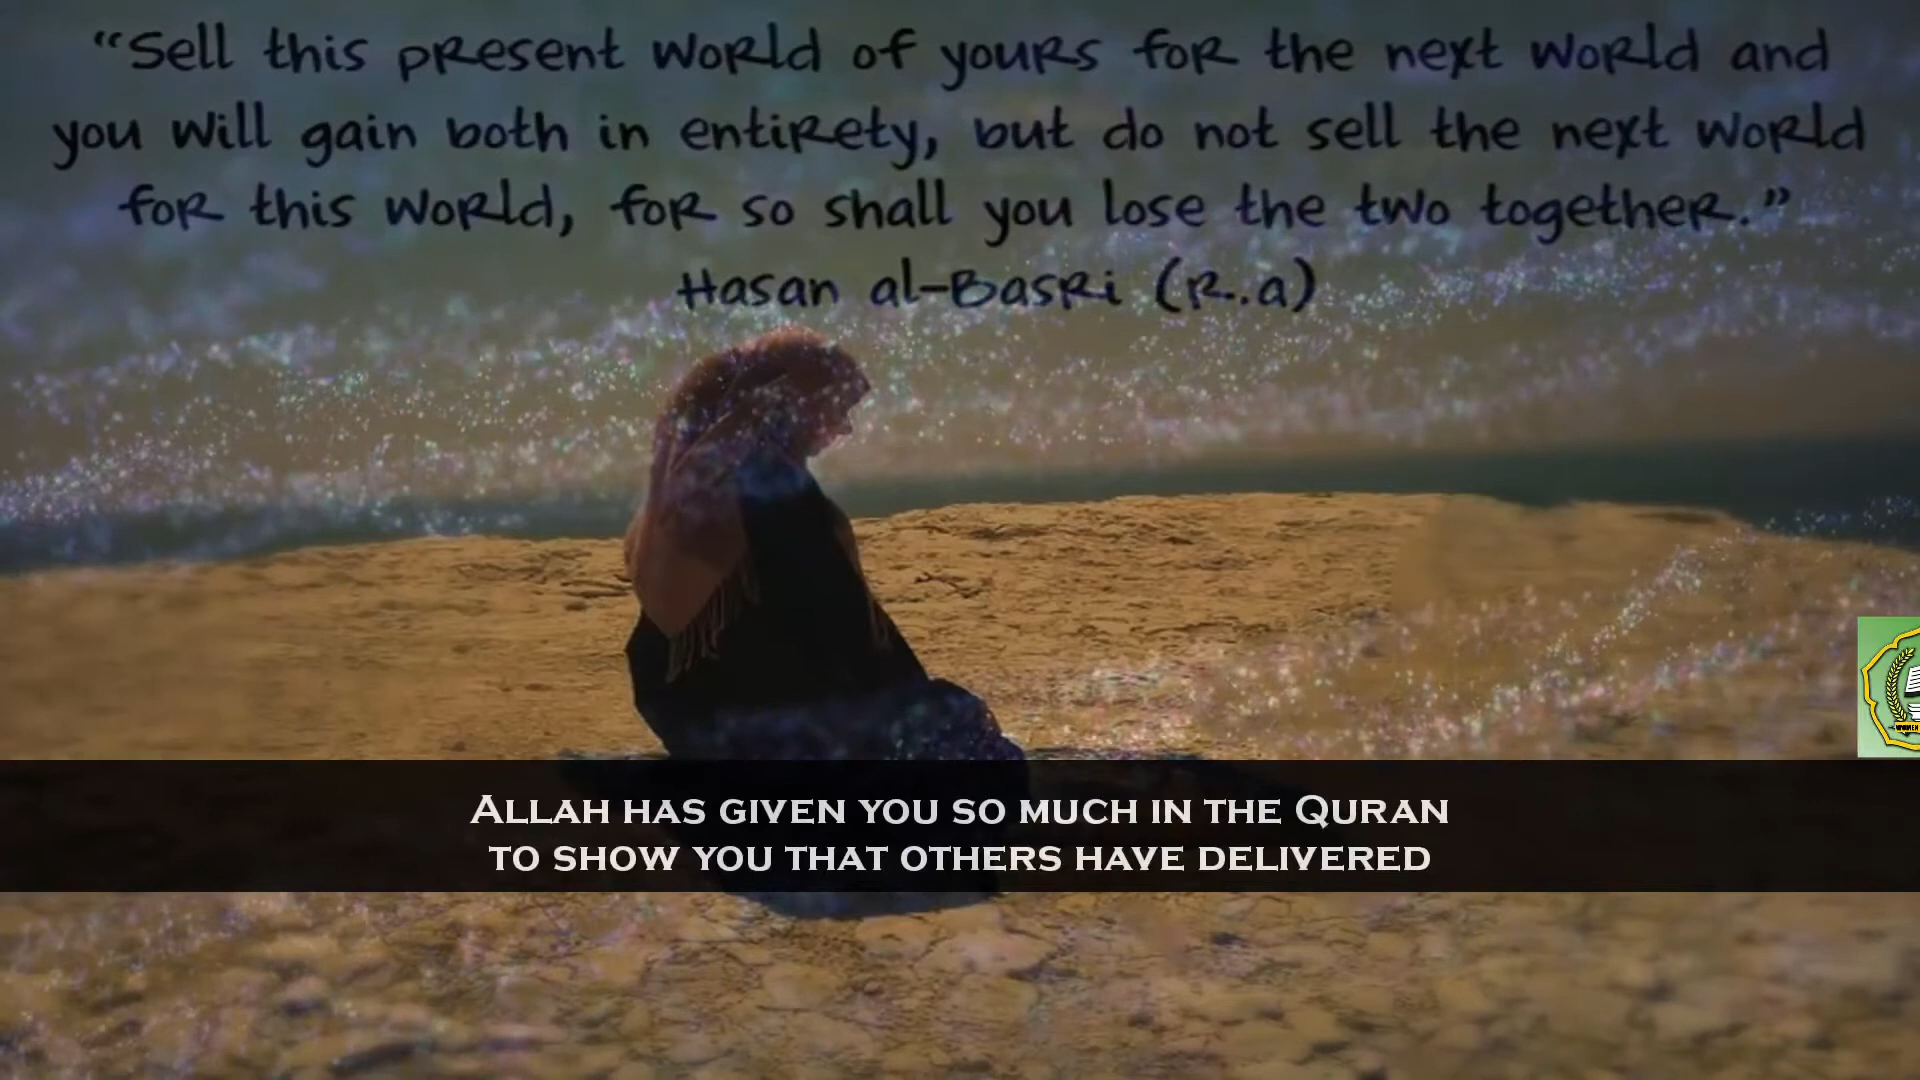 “Sell this present world of yours for the next world and
you will gain both in entirety, but do not sell the next world
for this world, for so shall you lose the two together.”
Hasan al-Basri (R..a)
WOMEN
ALLAH HAS GIVEN YOU SO MUCH IN THE QURAN
TO SHOW YOU THAT OTHERS HAVE DELIVERED